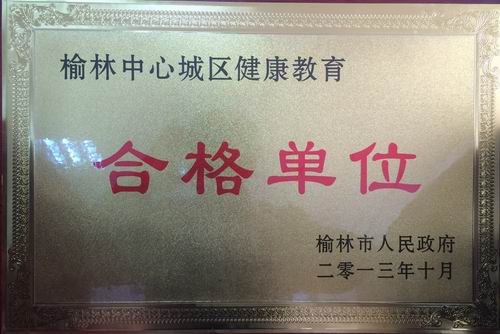 榆林中心城区健康教育
合格单位
榆林市人民政府
二零一三年十月